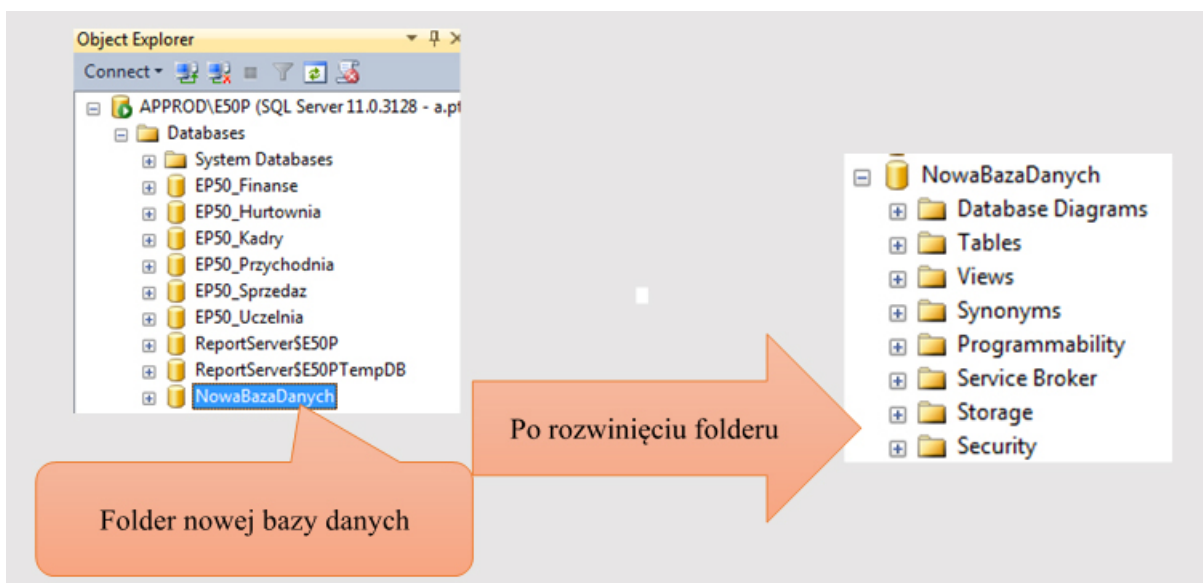 Object Explorer
Connect
APPROD\E50P (SQL Server 11.0.3128 - a.pt
Databases
System Databases
EP50_Finanse
EP50_Hurtownia
EP50_Kadry
EP50_Przychodnia
EP50_Sprzedaz
EP50_Uczelnia
ReportServer$E50P
ReportServer$E50PTempDB
NowaBazaDanych
Folder nowej bazy danych
Po rozwinięciu folderu
NowaBazaDanych
Database Diagrams
Tables
Views
Synonyms
Programmability
Service Broker
Storage
Security